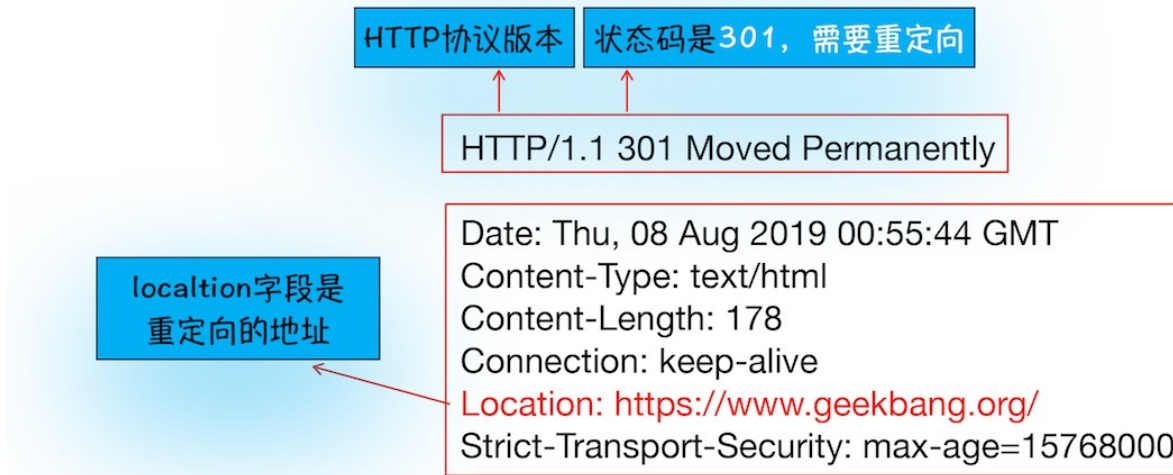 HTTP协议版本
状态码是301，需要重定向
HTTP/1.1 301 Moved Permanently
Date: Thu, 08 Aug 2019 00:55:44 GMT
Content-Type: text/html
Content-Length: 178
Connection: keep-alive
Location: https://www.geekbang.org/
Strict-Transport-Security: max-age=15768000
localtion字段是
重定向的地址